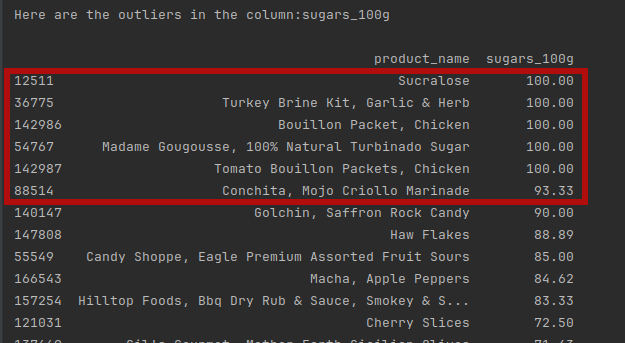 Here are the outliers in the column:sugars_100g
product_name sugars_100g
12511 Sucralose 100.00
36775 Turkey Brine Kit, Garlic & Herb 100.00
142986 Bouillon Packet, Chicken 100.00
54767 Madame Gougousse, 100% Natural Turbinado Sugar 100.00
142987 Tomato Bouillon Packets, Chicken 100.00
88514 Conchita, Mojo Criollo Marinade 93.33
140147 Golchin, Saffron Rock Candy 90.00
147808 Haw Flakes 88.89
55549 Candy Shoppe, Eagle Premium Assorted Fruit Sours 85.00
166543 Macha, Apple Peppers 84.62
157254 Hilltop Foods, Bbq Dry Rub & Sauce, Smokey & S... 83.33
121031 Cherry Slices 72.50